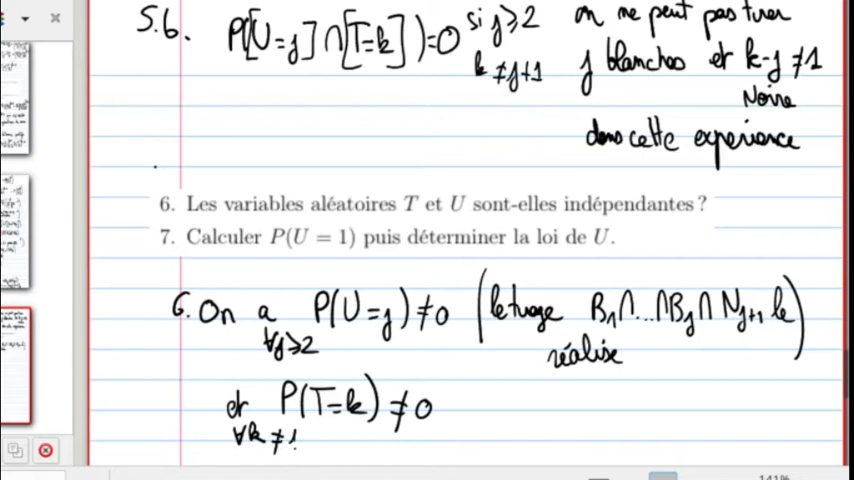 5.6. P([U=j]∩[T=k])=0 si j⩾2 on ne peut pas tirer
k≠j+1 j blanches et k-j≠1
Noire
dans cette expérience
6. Les variables aléatoires T et U sont-elles indépendantes ?
7. Calculer P(U = 1) puis déterminer la loi de U.
6. On a P(U=j)≠0 (le tirage B₁∩...∩Bⱼ∩Nⱼ₊₁ le
∀j⩾2 réalise)
et P(T=k)≠0
∀k≠1
141%